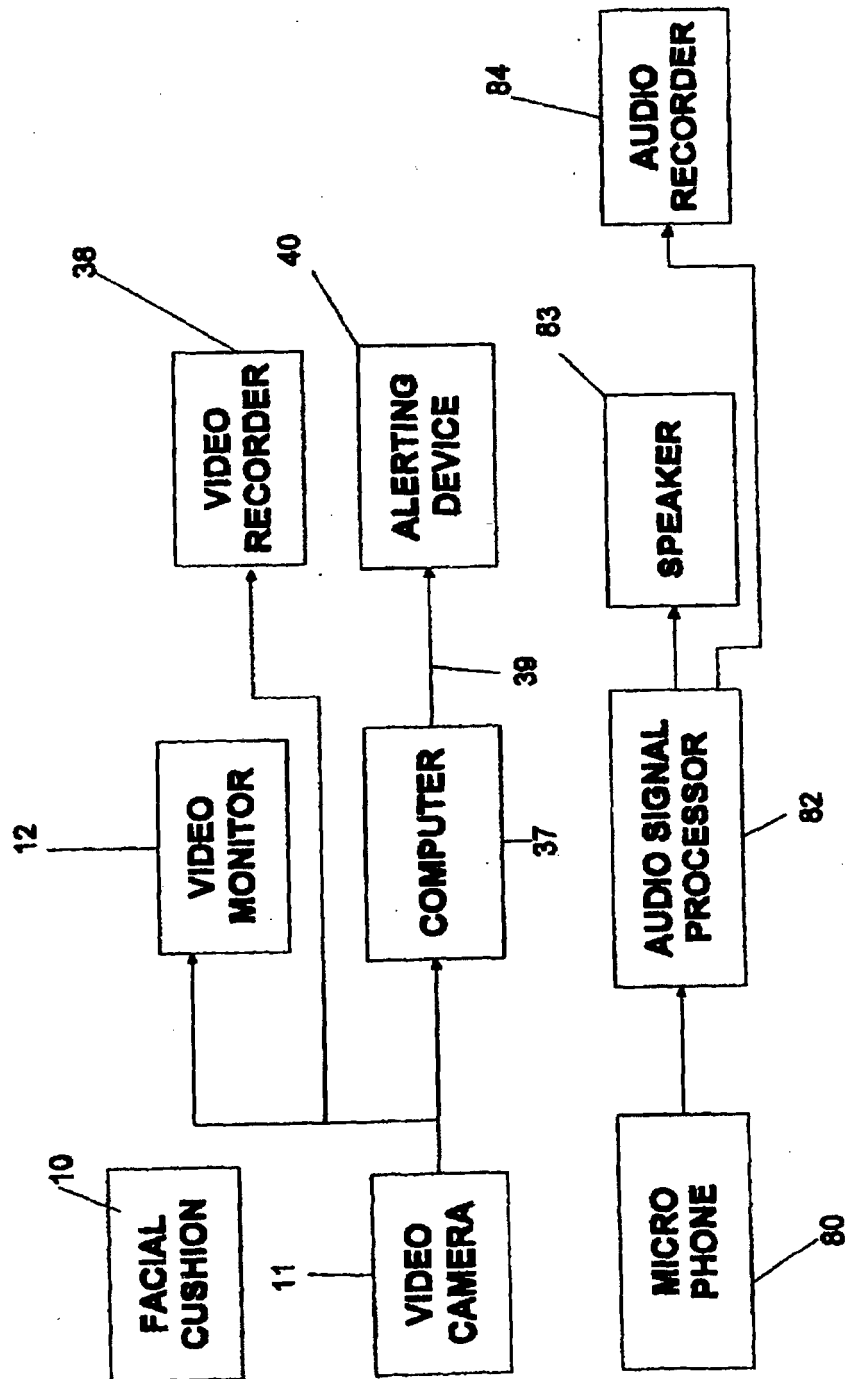 10
FACIAL
CUSHION
11
VIDEO
CAMERA
12
VIDEO
MONITOR
38
VIDEO
RECORDER
COMPUTER
37
39
40
ALERTING
DEVICE
MICRO
PHONE
80
AUDIO SIGNAL
PROCESSOR
82
83
SPEAKER
84
AUDIO
RECORDER